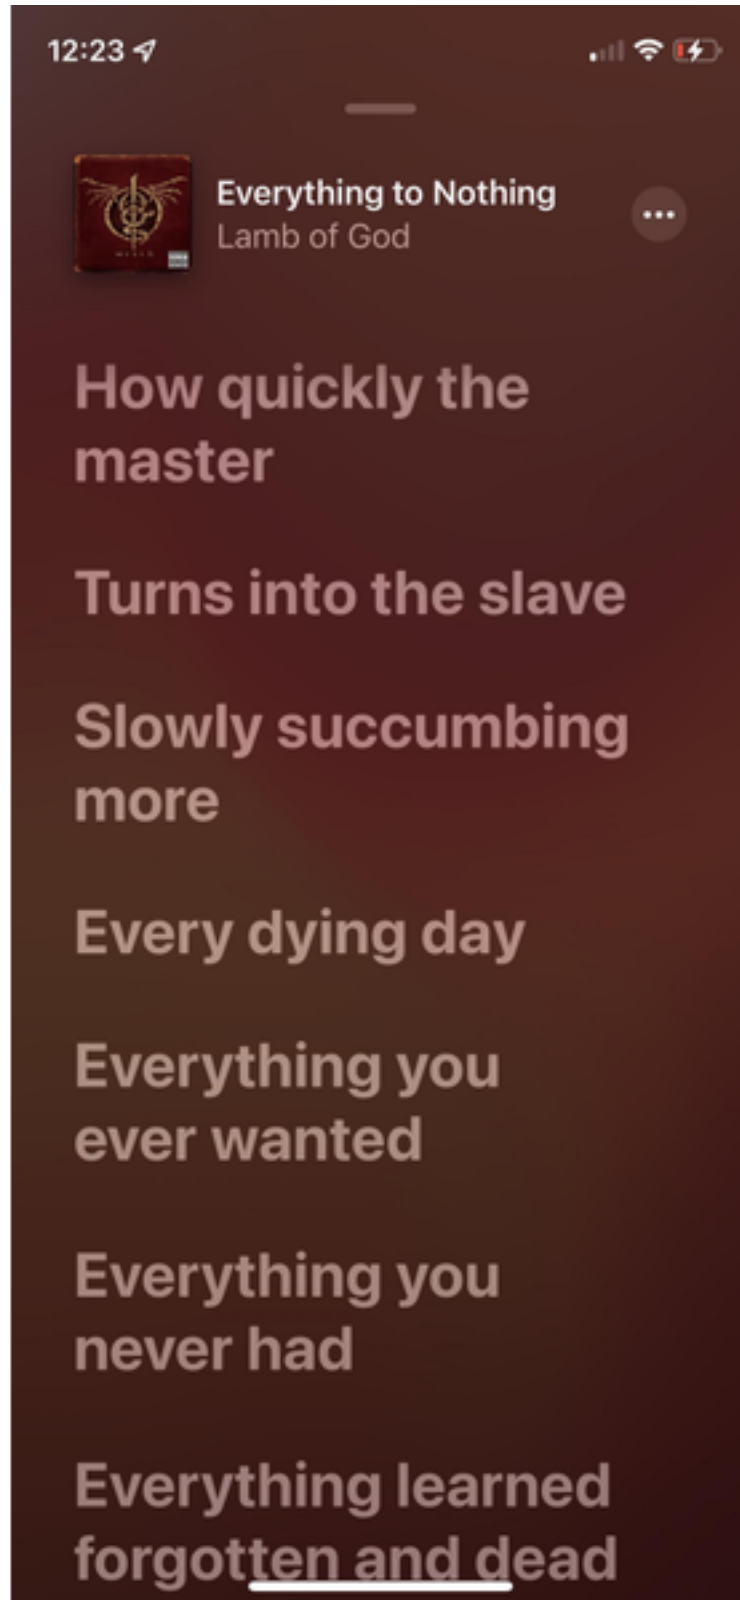 12:23
Everything to Nothing
Lamb of God
How quickly the
master
Turns into the slave
Slowly succumbing
more
Every dying day
Everything you
ever wanted
Everything you
never had
Everything learned
forgotten and dead